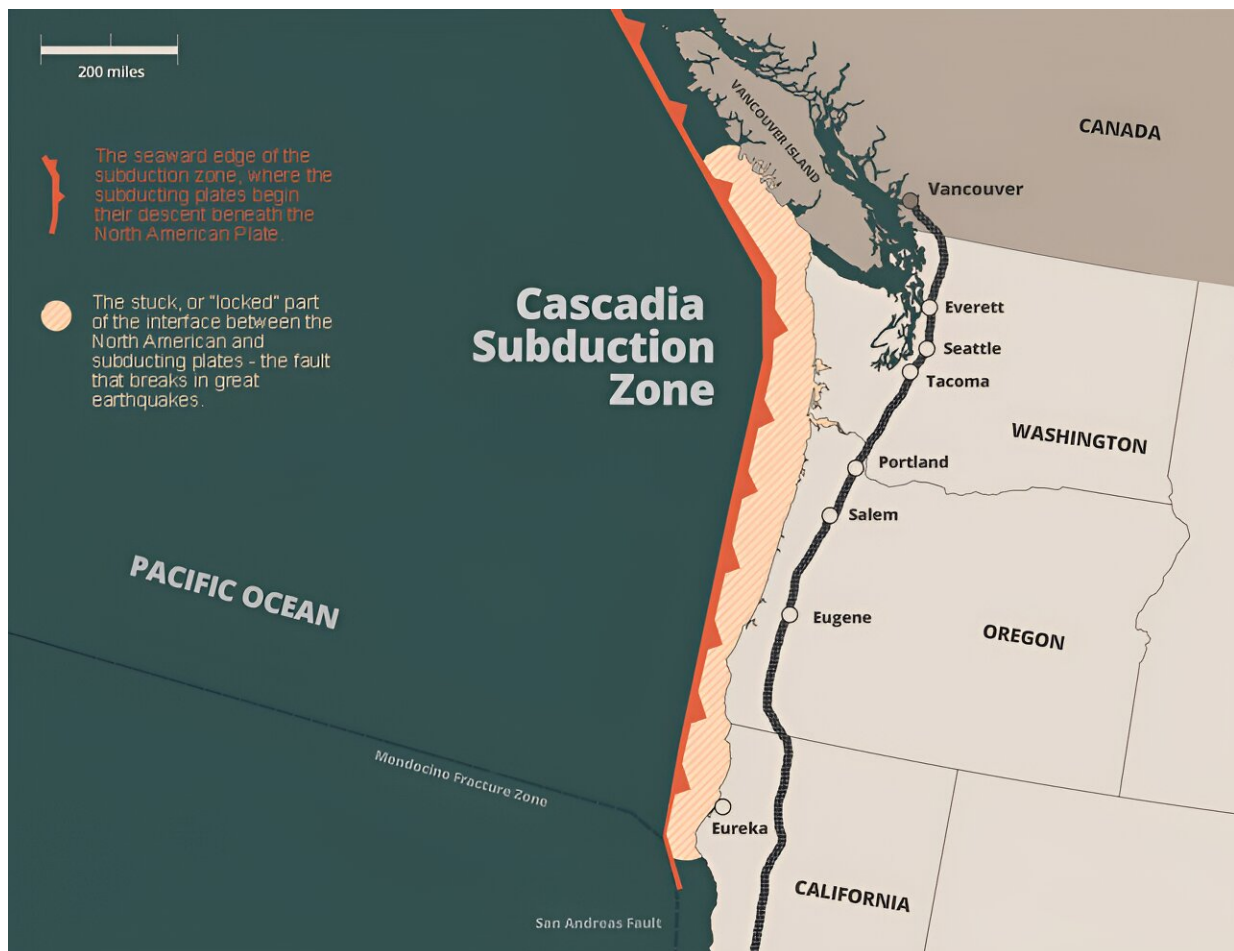 200 miles
The seaward edge of the
subduction zone, where the
subducting plates begin
their descent beneath the
North American Plate.
The stuck, or "locked" part
of the interface between the
North American and
subducting plates - the fault
that breaks in great
earthquakes.
Cascadia
Subduction
Zone
PACIFIC OCEAN
Mendocino Fracture Zone
San Andreas Fault
VANCOUVER ISLAND
CANADA
Vancouver
Everett
Seattle
Tacoma
WASHINGTON
Portland
Salem
Eugene
OREGON
Eureka
CALIFORNIA